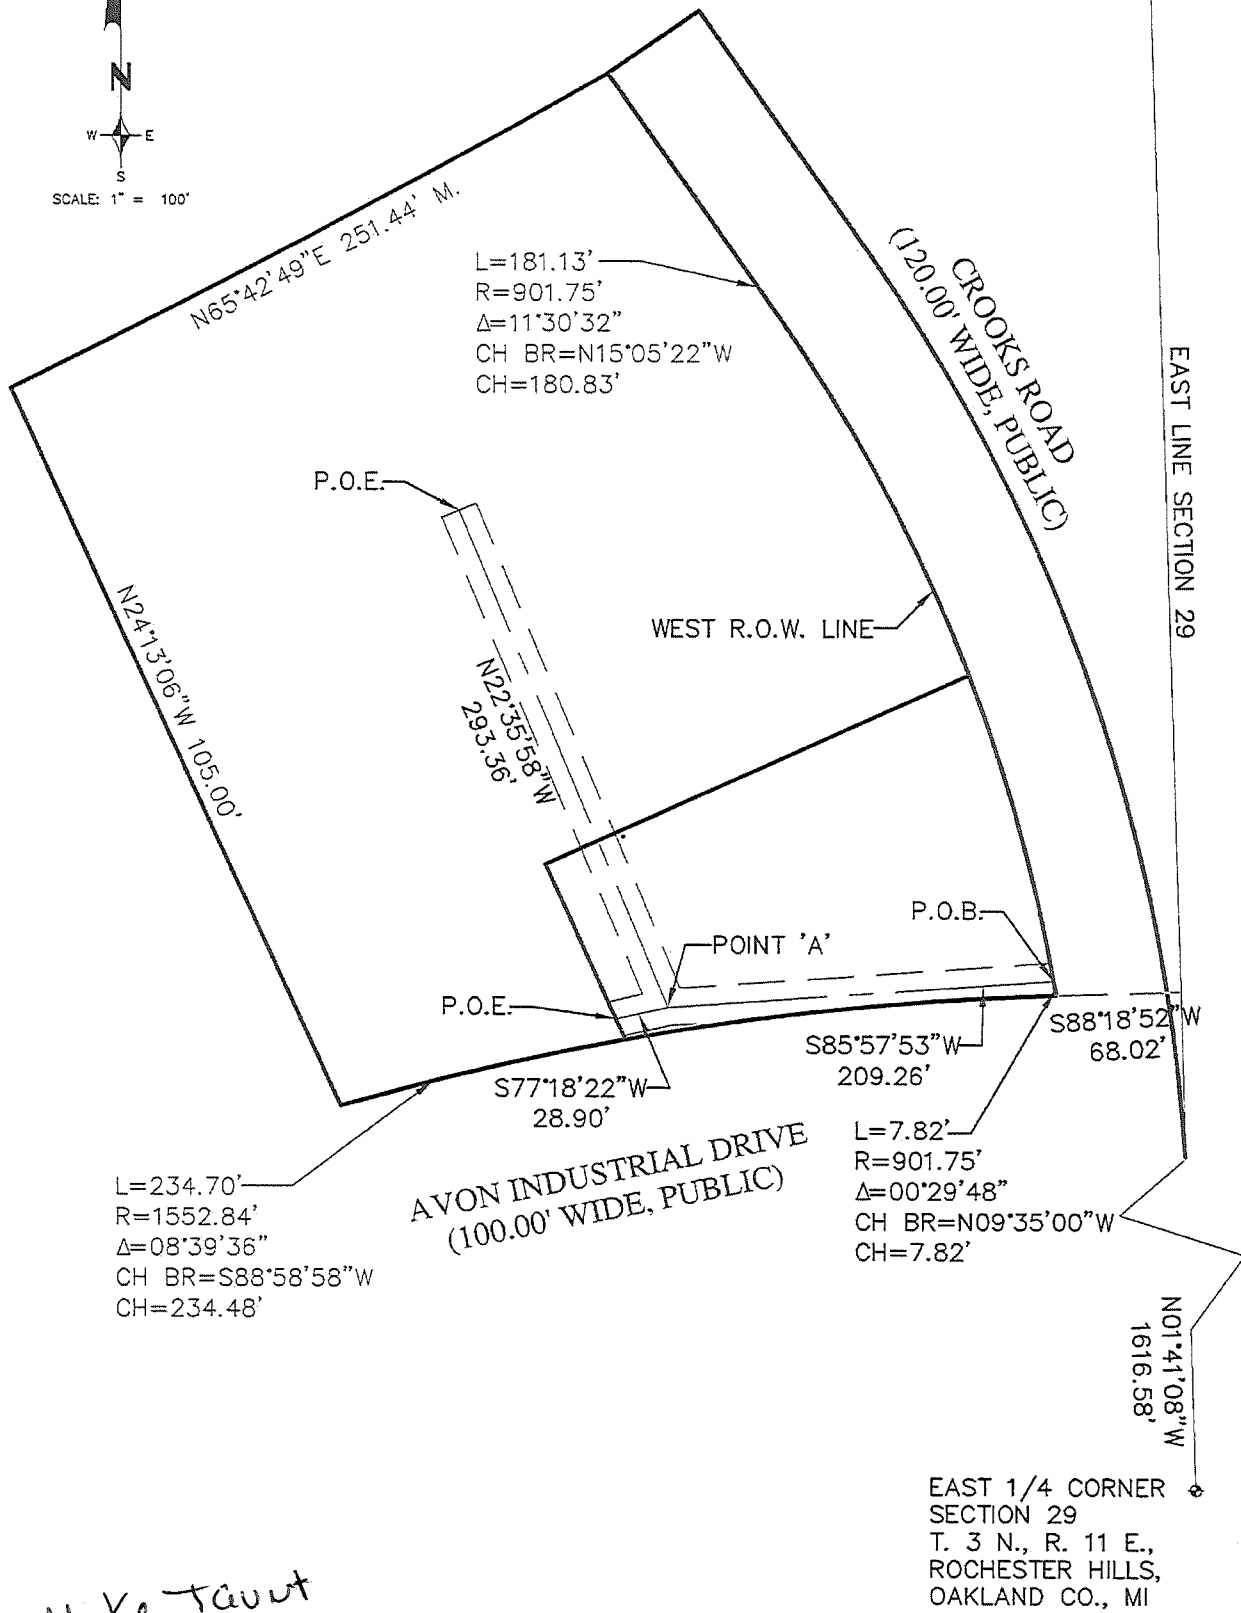 N
W E
S
SCALE: 1" = 100'
N65°42'49"E 251.44' M.
L=181.13'
R=901.75'
Δ=11°30'32"
CH BR=N15°05'22"W
CH=180.83'
CROOKS ROAD
(120.00' WIDE, PUBLIC)
EAST LINE SECTION 29
P.O.E.
WEST R.O.W. LINE
N24°13'06"W 105.00'
N22°35'58"W
293.36'
P.O.B.
POINT 'A'
P.O.E.
S88°18'52"W
68.02'
S85°57'53"W
209.26'
S77°18'22"W
28.90'
AVON INDUSTRIAL DRIVE
(100.00' WIDE, PUBLIC)
L=7.82'
R=901.75'
Δ=00°29'48"
CH BR=N09°35'00"W
CH=7.82'
L=234.70'
R=1552.84'
Δ=08°39'36"
CH BR=S88°58'58"W
CH=234.48'
N01°41'08"W
1616.58'
EAST 1/4 CORNER
SECTION 29
T. 3 N., R. 11 E.,
ROCHESTER HILLS,
OAKLAND CO., MI
Taunt